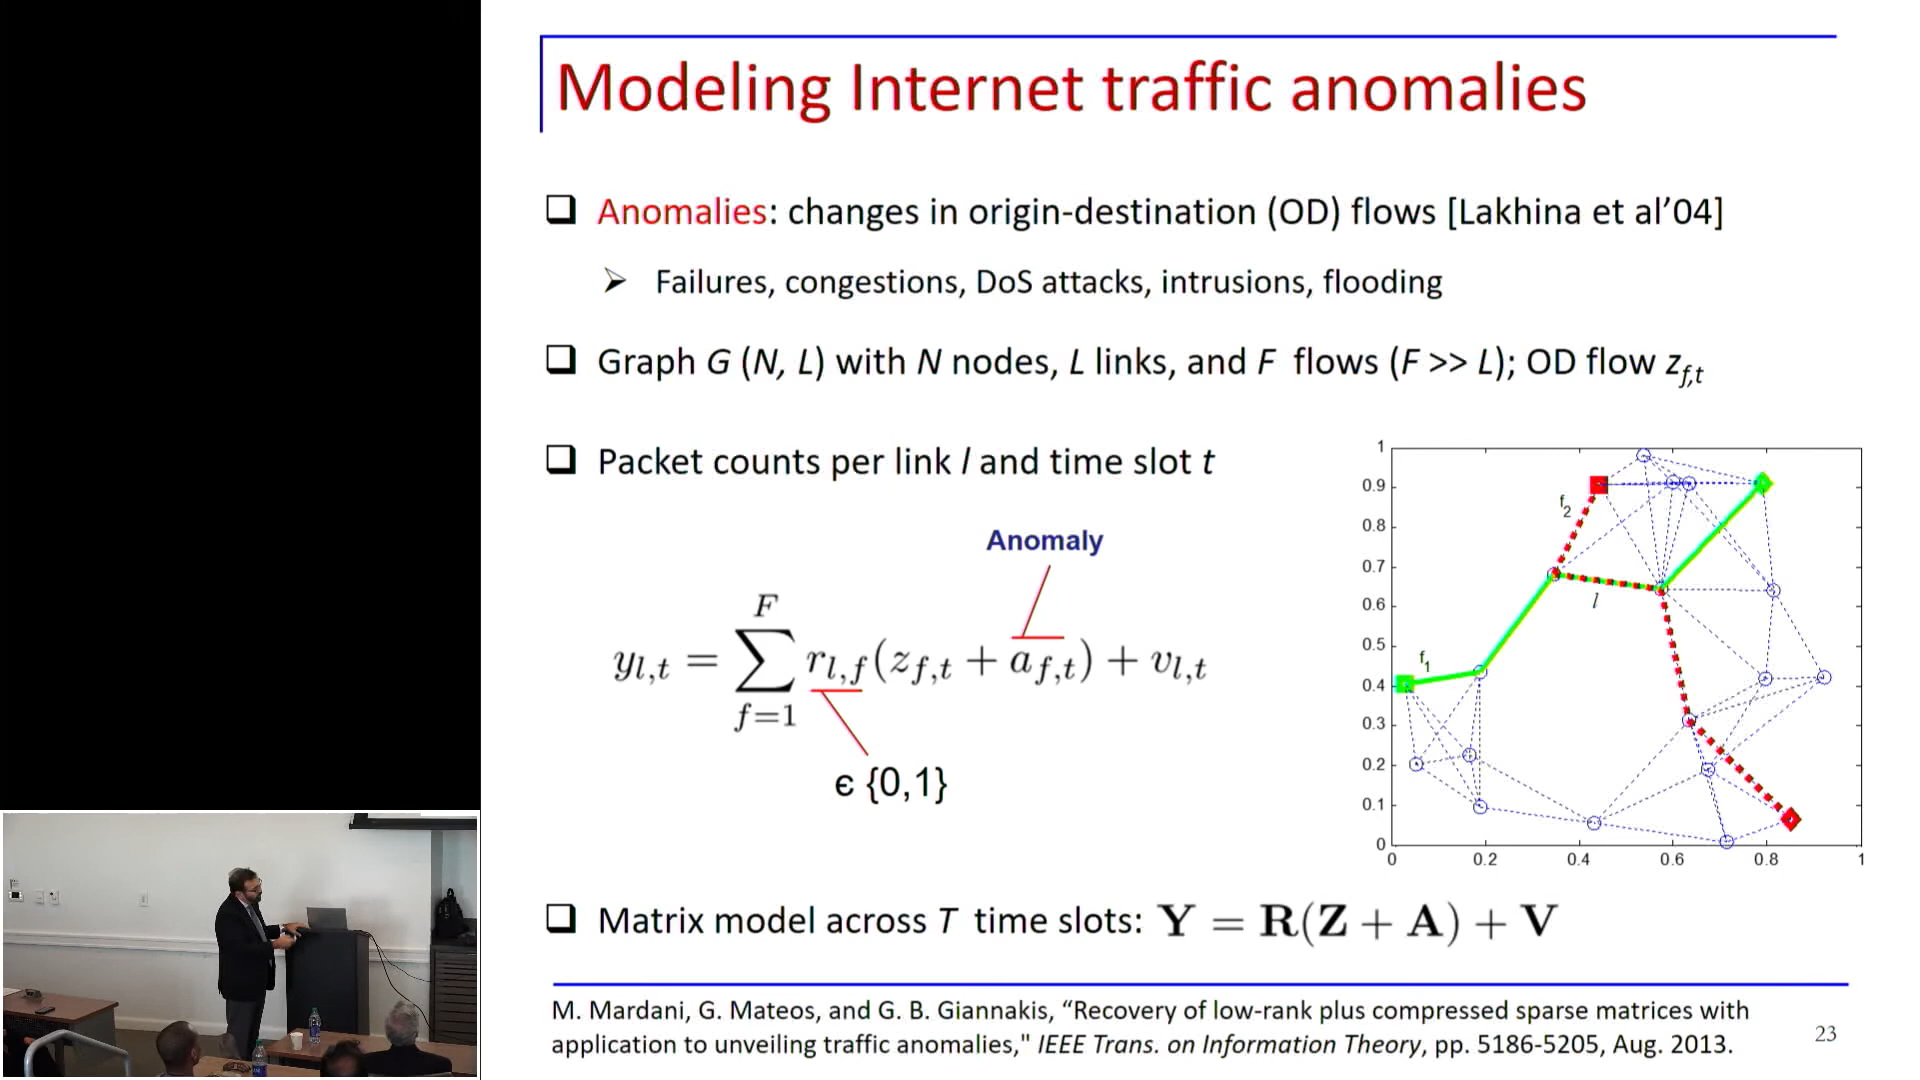 Modeling Internet traffic anomalies
❑ Anomalies: changes in origin-destination (OD) flows [Lakhina et al’04]
➢ Failures, congestions, DoS attacks, intrusions, flooding
❑ Graph G (N, L) with N nodes, L links, and F flows (F >> L); OD flow z_{f,t}
❑ Packet counts per link l and time slot t
Anomaly
y_{l,t} = \sum_{f=1}^{F} r_{l,f}(z_{f,t} + a_{f,t}) + v_{l,t}
ϵ {0,1}
1
0.9
0.8
0.7
0.6
0.5
0.4
0.3
0.2
0.1
0
0 0.2 0.4 0.6 0.8 1
f_2
l
f_1
❑ Matrix model across T time slots: Y = R(Z + A) + V
M. Mardani, G. Mateos, and G. B. Giannakis, “Recovery of low-rank plus compressed sparse matrices with
application to unveiling traffic anomalies," IEEE Trans. on Information Theory, pp. 5186-5205, Aug. 2013.
23